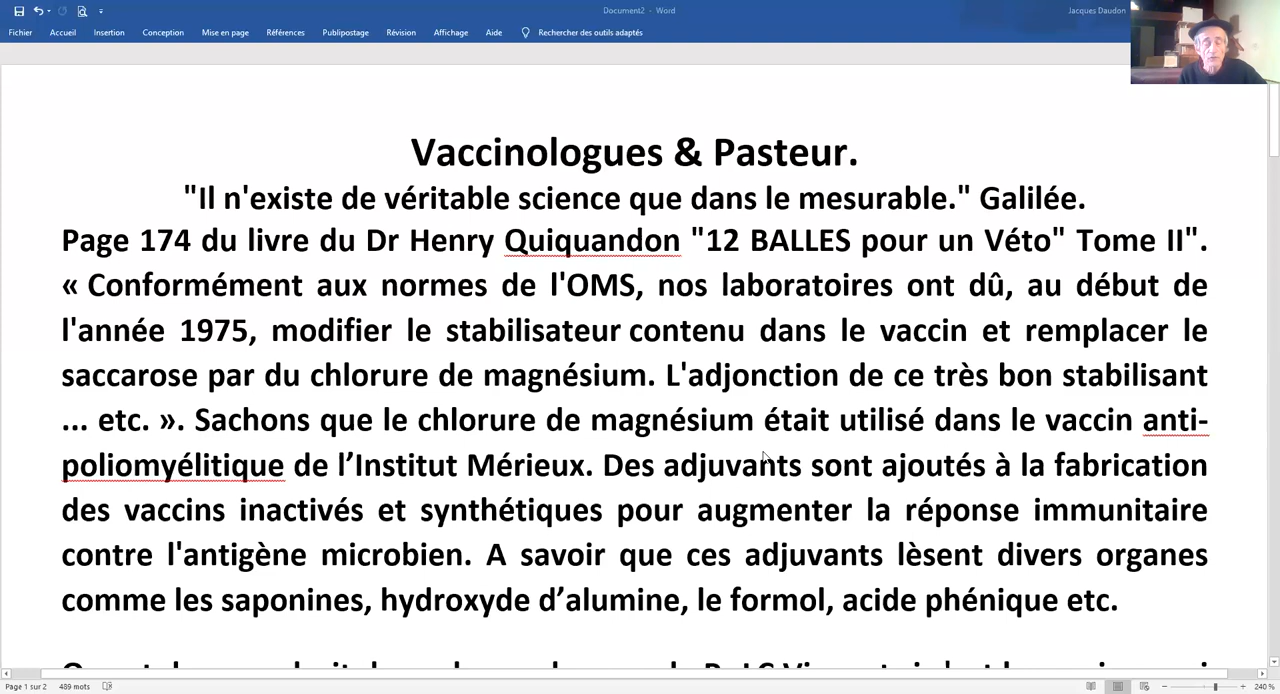 Document2 - Word
Jacques Daudon
Fichier Accueil Insertion Conception Mise en page Références Publipostage Révision Affichage Aide Rechercher des outils adaptés
Vaccinologues & Pasteur.
"Il n'existe de véritable science que dans le mesurable." Galilée.
Page 174 du livre du Dr Henry Quiquandon "12 BALLES pour un Véto" Tome II".
« Conformément aux normes de l'OMS, nos laboratoires ont dû, au début de
l'année 1975, modifier le stabilisateur contenu dans le vaccin et remplacer le
saccarose par du chlorure de magnésium. L'adjonction de ce très bon stabilisant
... etc. ». Sachons que le chlorure de magnésium était utilisé dans le vaccin anti-
poliomyélitique de l’Institut Mérieux. Des adjuvants sont ajoutés à la fabrication
des vaccins inactivés et synthétiques pour augmenter la réponse immunitaire
contre l'antigène microbien. A savoir que ces adjuvants lèsent divers organes
comme les saponines, hydroxyde d’alumine, le formol, acide phénique etc.
Page 1 sur 2 489 mots
240 %